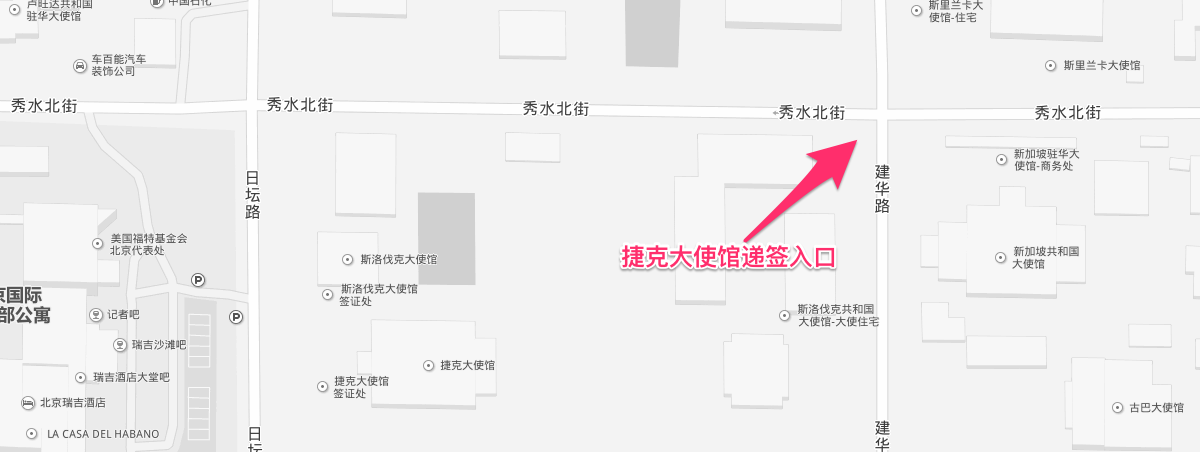 卢旺达共和国
驻华大使馆
中国石化
斯里兰卡大
使馆-住宅
车百能汽车
装饰公司
斯里兰卡大使馆
秀水北街
秀水北街
秀水北街
←秀水北街
秀水北街
新加坡驻华大
使馆-商务处
日坛路
建华路
美国福特基金会
北京代表处
斯洛伐克大使馆
捷克大使馆递签入口
新加坡共和国
大使馆
P
斯洛伐克大使馆
签证处
京国际
部公寓
记者吧
P
斯洛伐克共和国
大使馆-大使住宅
瑞吉沙滩吧
捷克大使馆
瑞吉酒店大堂吧
捷克大使馆
签证处
北京瑞吉酒店
古巴大使馆
LA CASA DEL HABANO
日坛
建华